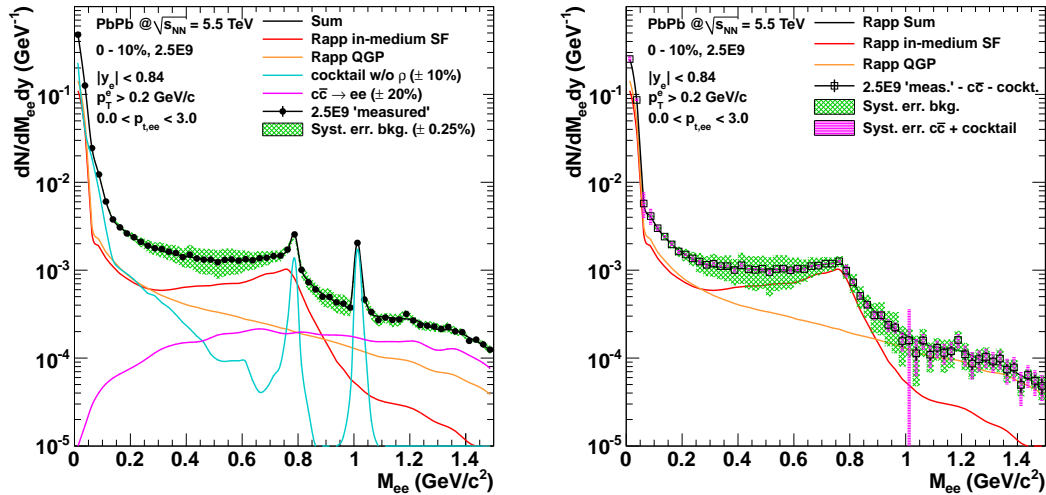 dN/dM_ee dy (GeV⁻¹)
PbPb @√s_NN = 5.5 TeV
0 - 10%, 2.5E9
|y_e| < 0.84
p_T^e > 0.2 GeV/c
0.0 < p_t,ee < 3.0
Sum
Rapp in-medium SF
Rapp QGP
cocktail w/o ρ (± 10%)
cc̄ → ee (± 20%)
2.5E9 'measured'
Syst. err. bkg. (± 0.25%)
1
10⁻¹
10⁻²
10⁻³
10⁻⁴
10⁻⁵
0 0.2 0.4 0.6 0.8 1 1.2 1.4
M_ee (GeV/c²)
dN/dM_ee dy (GeV⁻¹)
PbPb @√s_NN = 5.5 TeV
0 - 10%, 2.5E9
|y_e| < 0.84
p_T^e > 0.2 GeV/c
0.0 < p_t,ee < 3.0
Rapp Sum
Rapp in-medium SF
Rapp QGP
2.5E9 'meas.' - cc̄ - cockt.
Syst. err. bkg.
Syst. err. cc̄ + cocktail
1
10⁻¹
10⁻²
10⁻³
10⁻⁴
10⁻⁵
0 0.2 0.4 0.6 0.8 1 1.2 1.4
M_ee (GeV/c²)